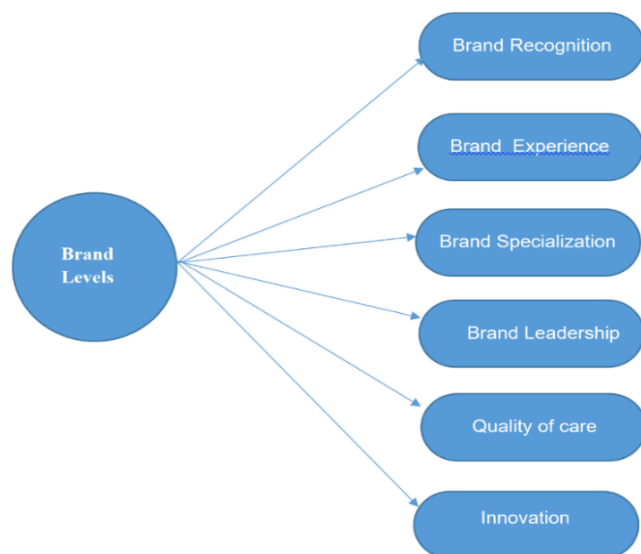 Brand Recognition
Brand Experience
Brand
Levels
Brand Specialization
Brand Leadership
Quality of care
Innovation